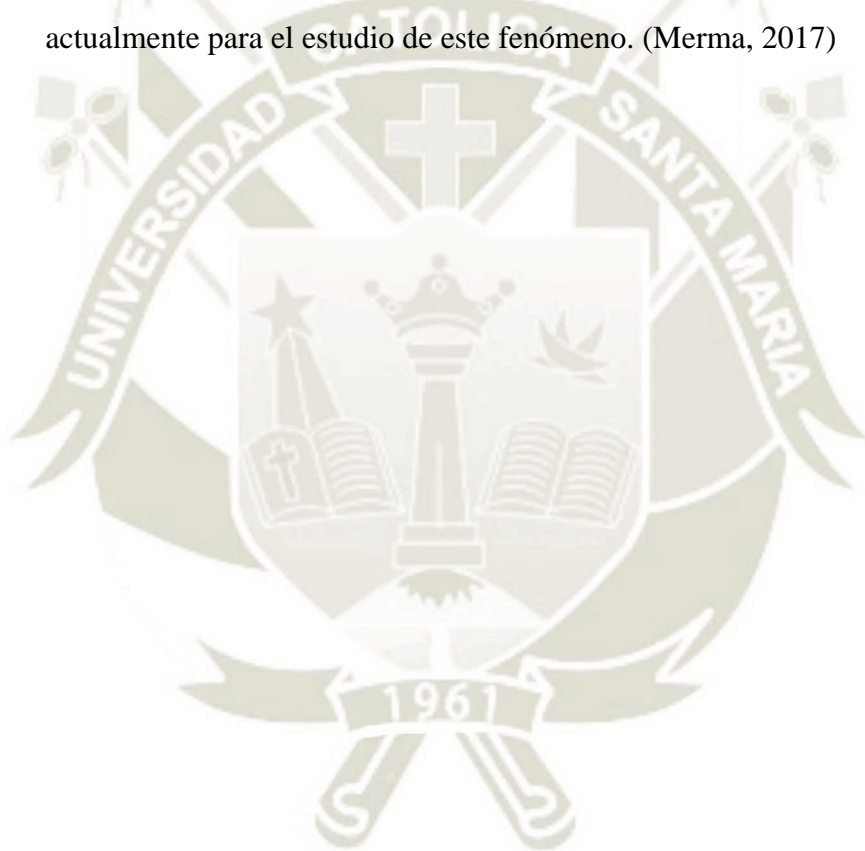 actualmente para el estudio de este fenómeno. (Merma, 2017)
UNIVERSIDAD CATOLICA SANTA MARIA
1961